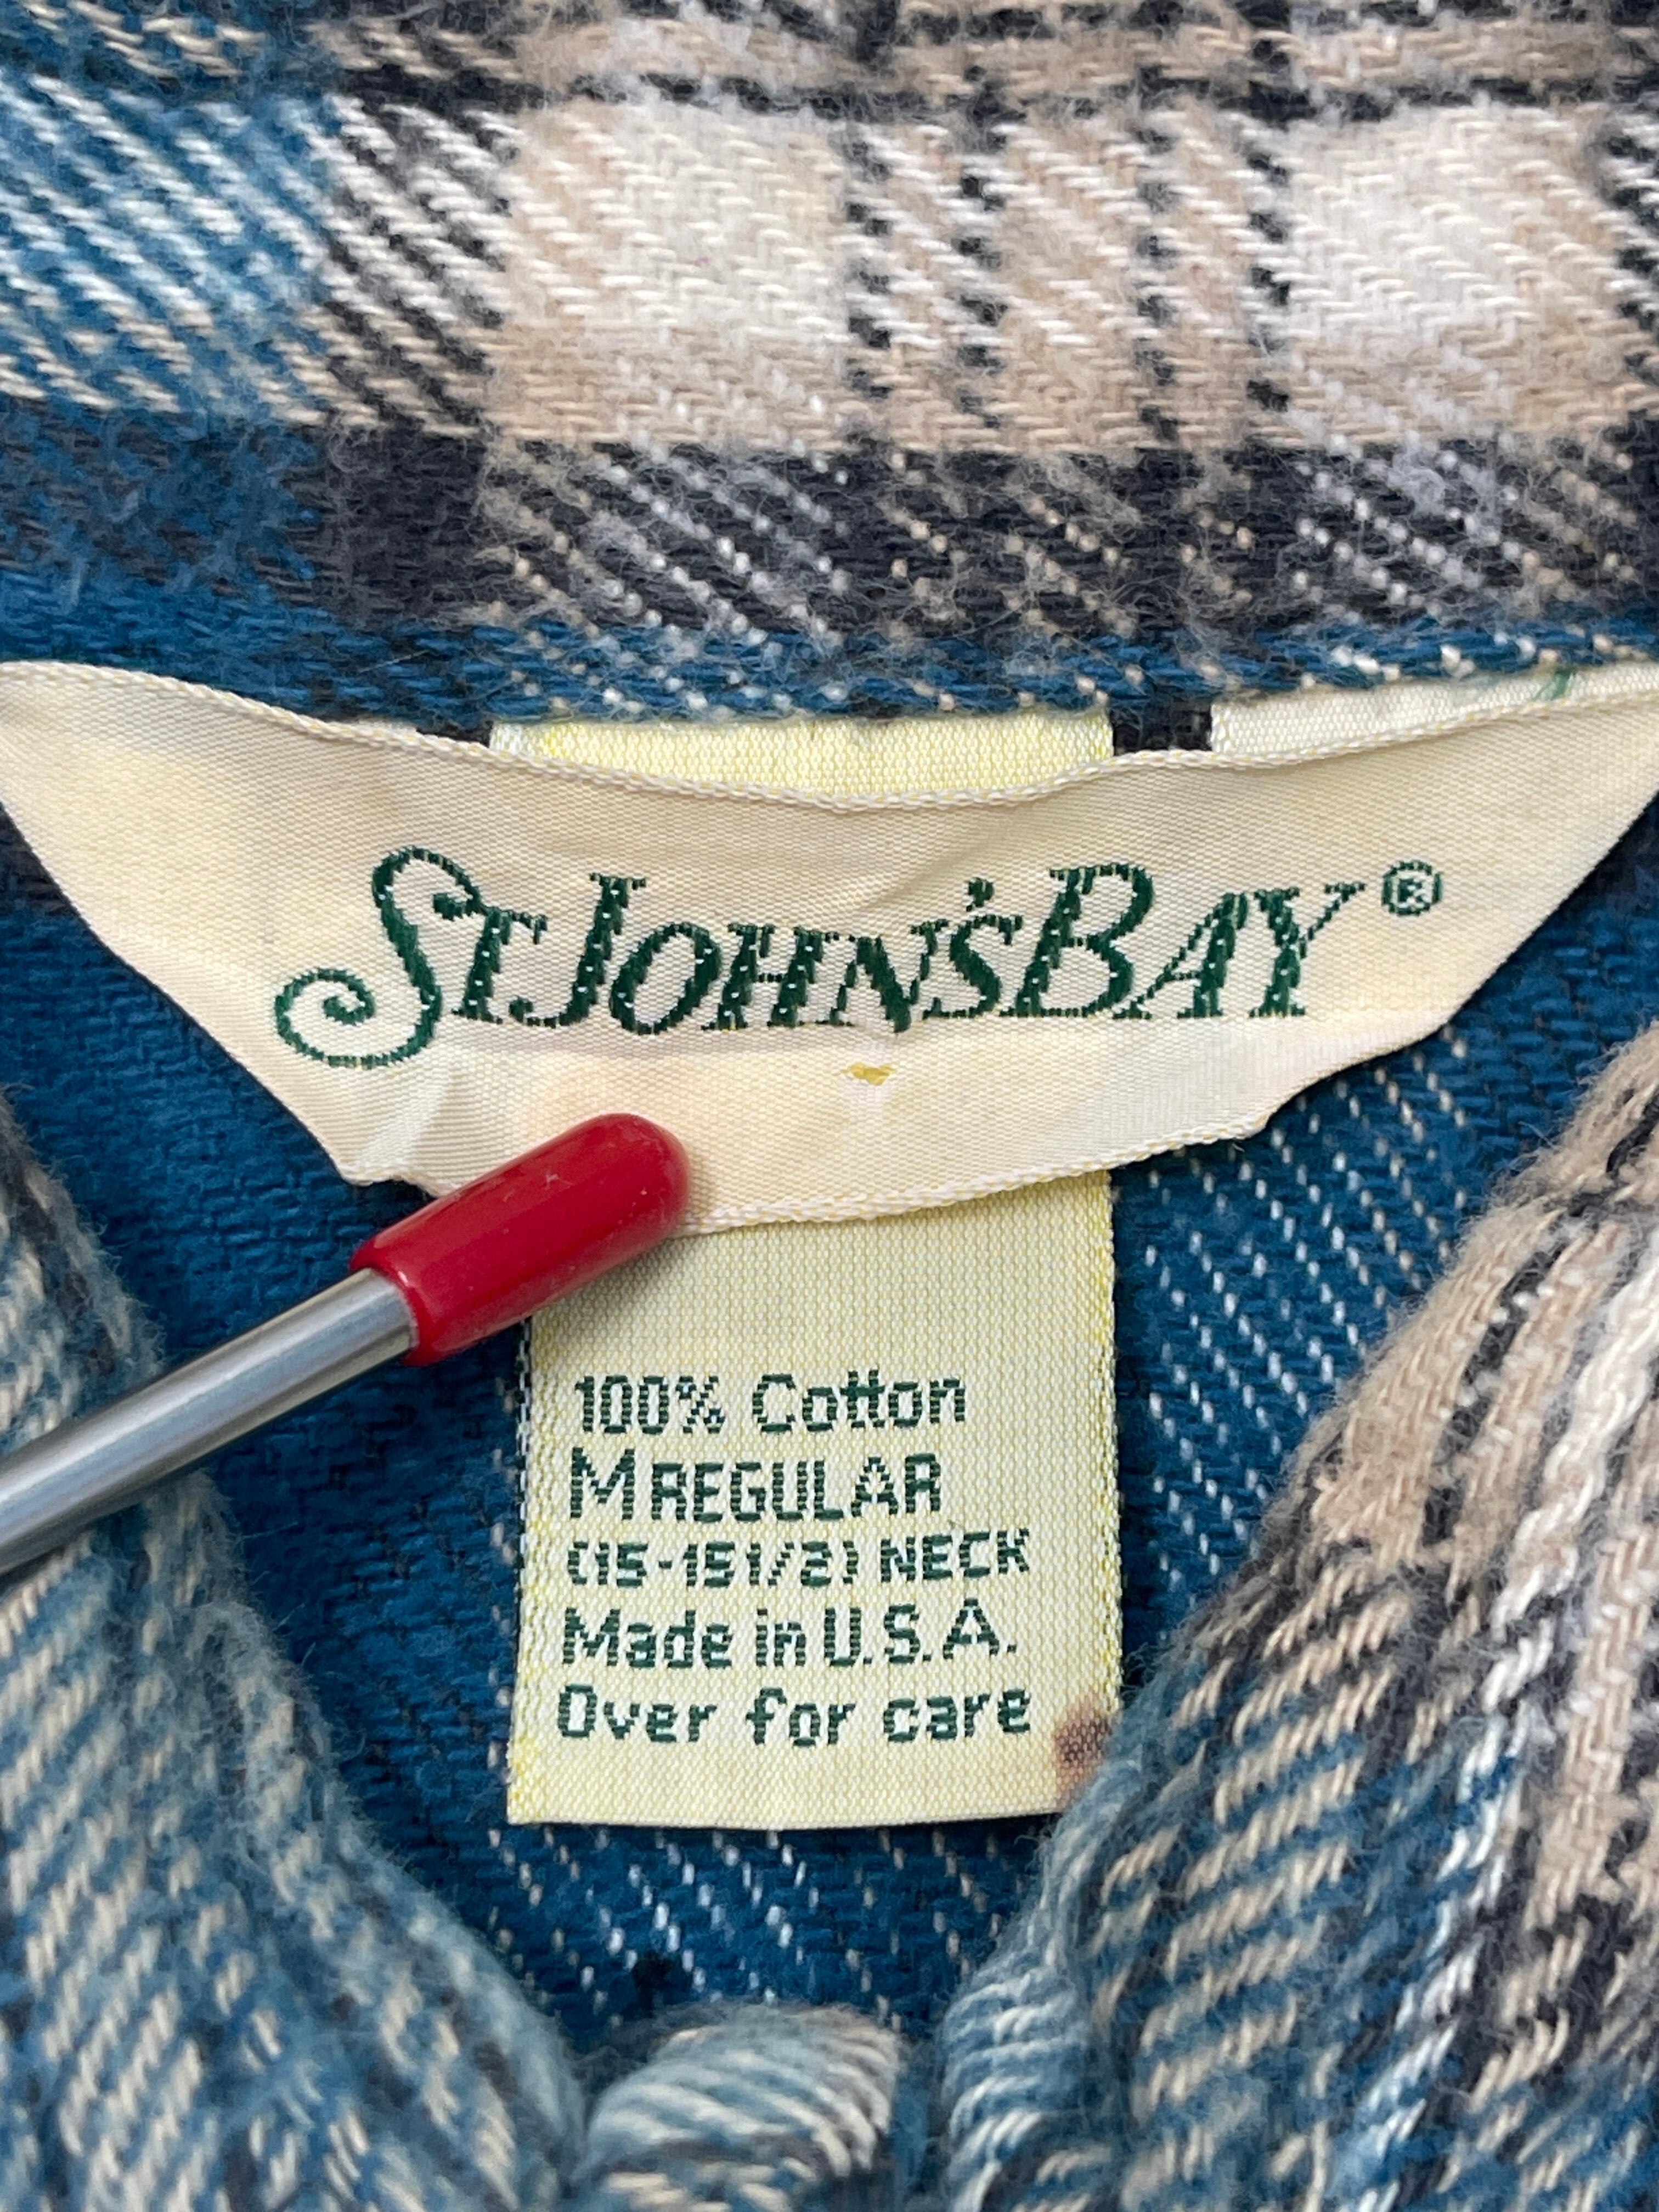 St John's Bay ®
100% Cotton
M REGULAR
(15-15 1/2) NECK
Made in U.S.A.
Over for care